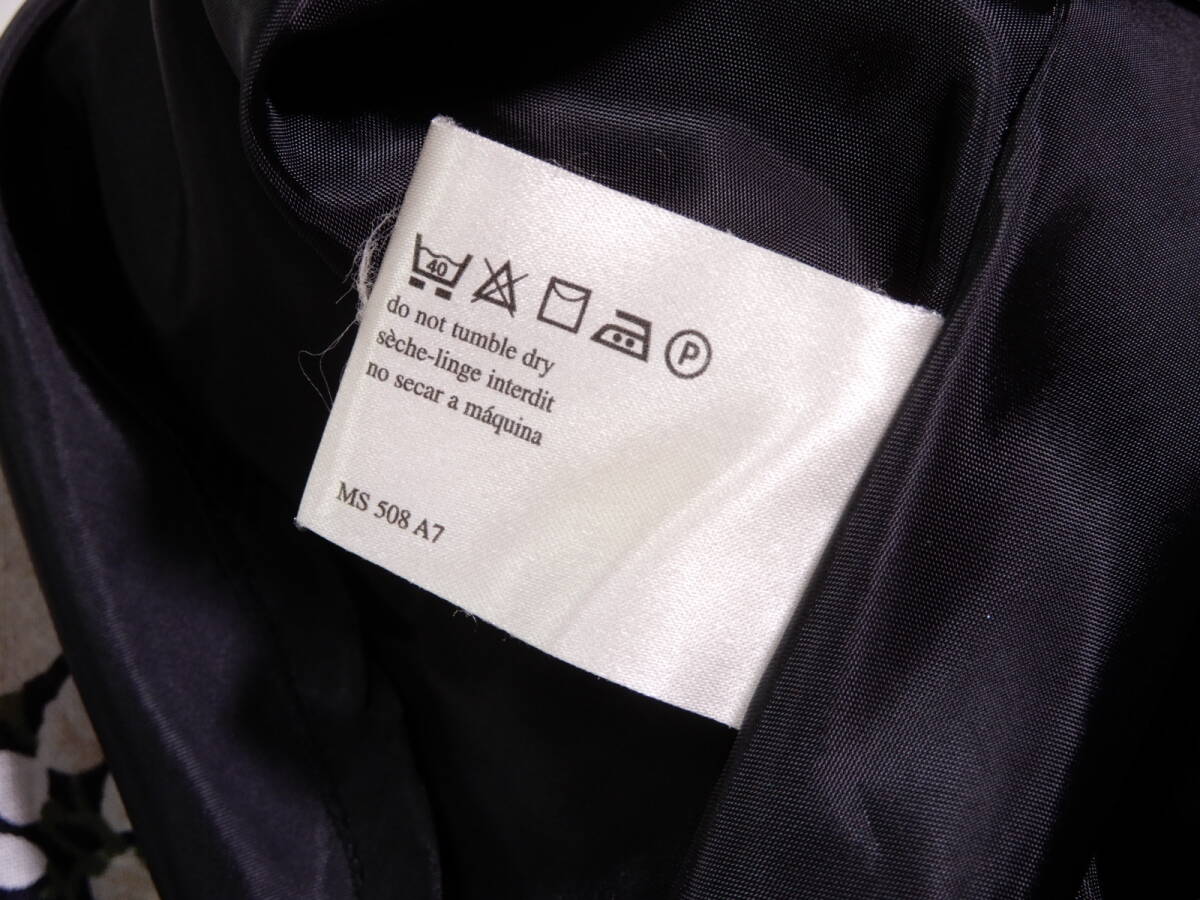 40
P
do not tumble dry
sèche-linge interdit
no secar a máquina
MS 508 A7